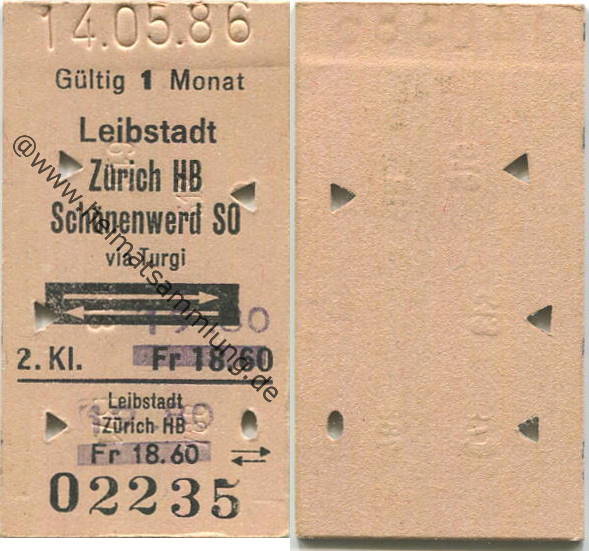 14.05.86
Gültig 1 Monat
Leibstadt
Zürich HB
Schönenwerd SO
via Turgi
2. Kl. Fr 18.60
Leibstadt
Zürich HB
Fr 18.60
02235
@www.heimatsammlung.de